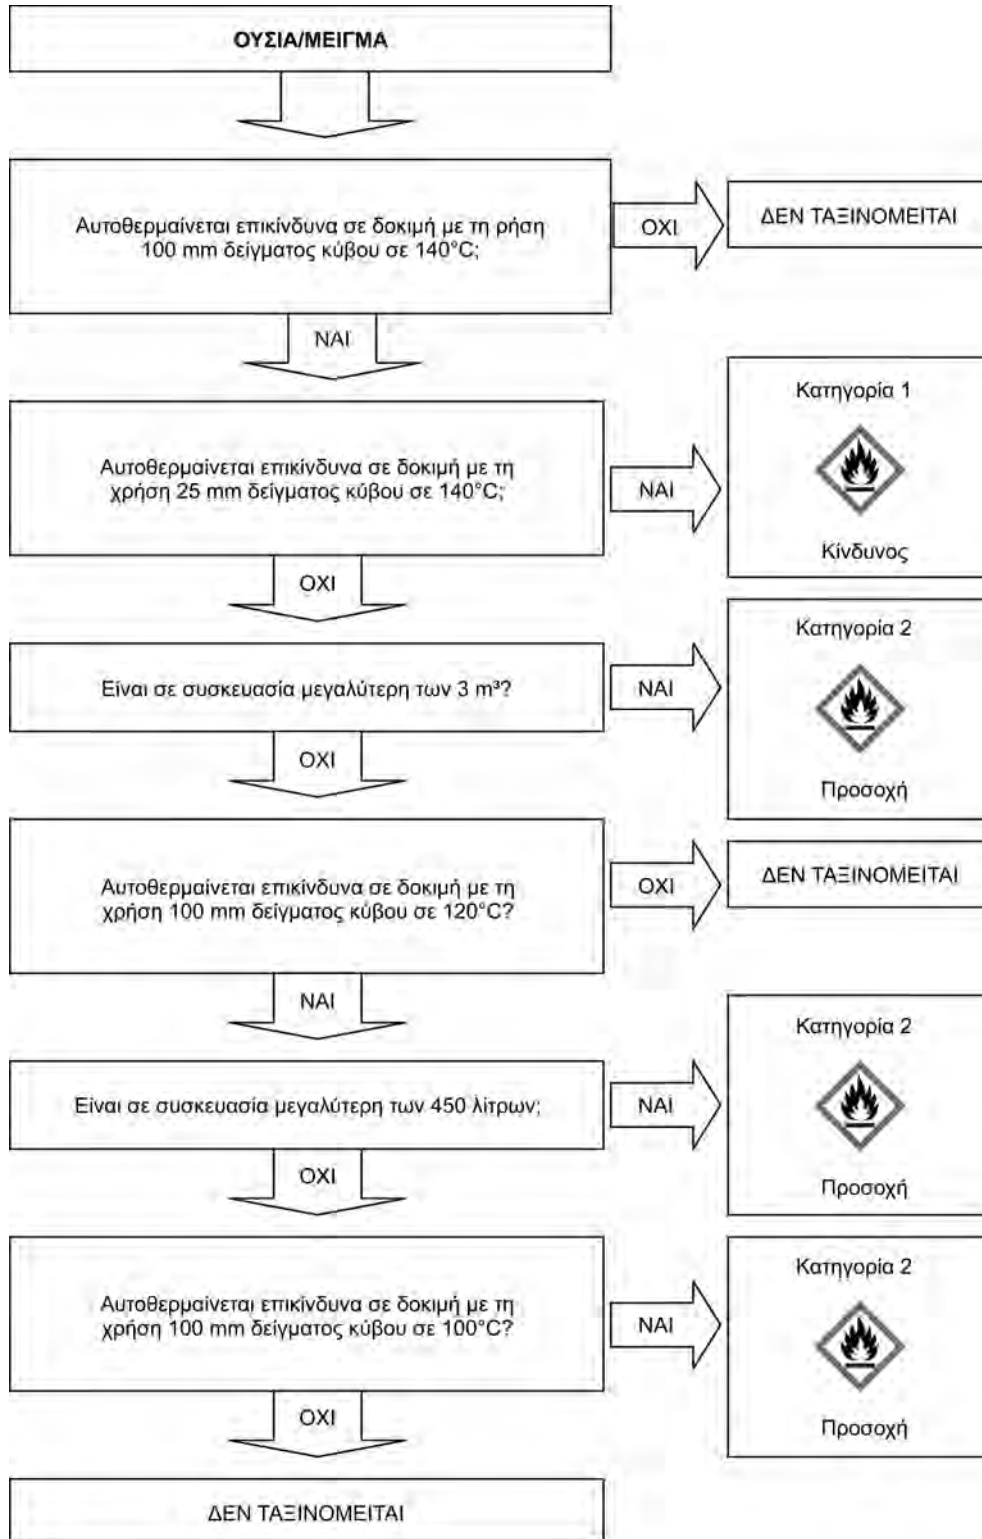 ΟΥΣΙΑ/ΜΕΙΓΜΑ
Αυτοθερμαίνεται επικίνδυνα σε δοκιμή με τη ρήση
100 mm δείγματος κύβου σε 140°C;
ΟΧΙ
ΔΕΝ ΤΑΞΙΝΟΜΕΙΤΑΙ
ΝΑΙ
Αυτοθερμαίνεται επικίνδυνα σε δοκιμή με τη
χρήση 25 mm δείγματος κύβου σε 140°C;
ΝΑΙ
Κατηγορία 1
Κίνδυνος
ΟΧΙ
Είναι σε συσκευασία μεγαλύτερη των 3 m³?
ΝΑΙ
Κατηγορία 2
Προσοχή
ΟΧΙ
Αυτοθερμαίνεται επικίνδυνα σε δοκιμή με τη
χρήση 100 mm δείγματος κύβου σε 120°C?
ΟΧΙ
ΔΕΝ ΤΑΞΙΝΟΜΕΙΤΑΙ
ΝΑΙ
Είναι σε συσκευασία μεγαλύτερη των 450 λίτρων;
ΝΑΙ
Κατηγορία 2
Προσοχή
ΟΧΙ
Αυτοθερμαίνεται επικίνδυνα σε δοκιμή με τη
χρήση 100 mm δείγματος κύβου σε 100°C?
ΝΑΙ
Κατηγορία 2
Προσοχή
ΟΧΙ
ΔΕΝ ΤΑΞΙΝΟΜΕΙΤΑΙ